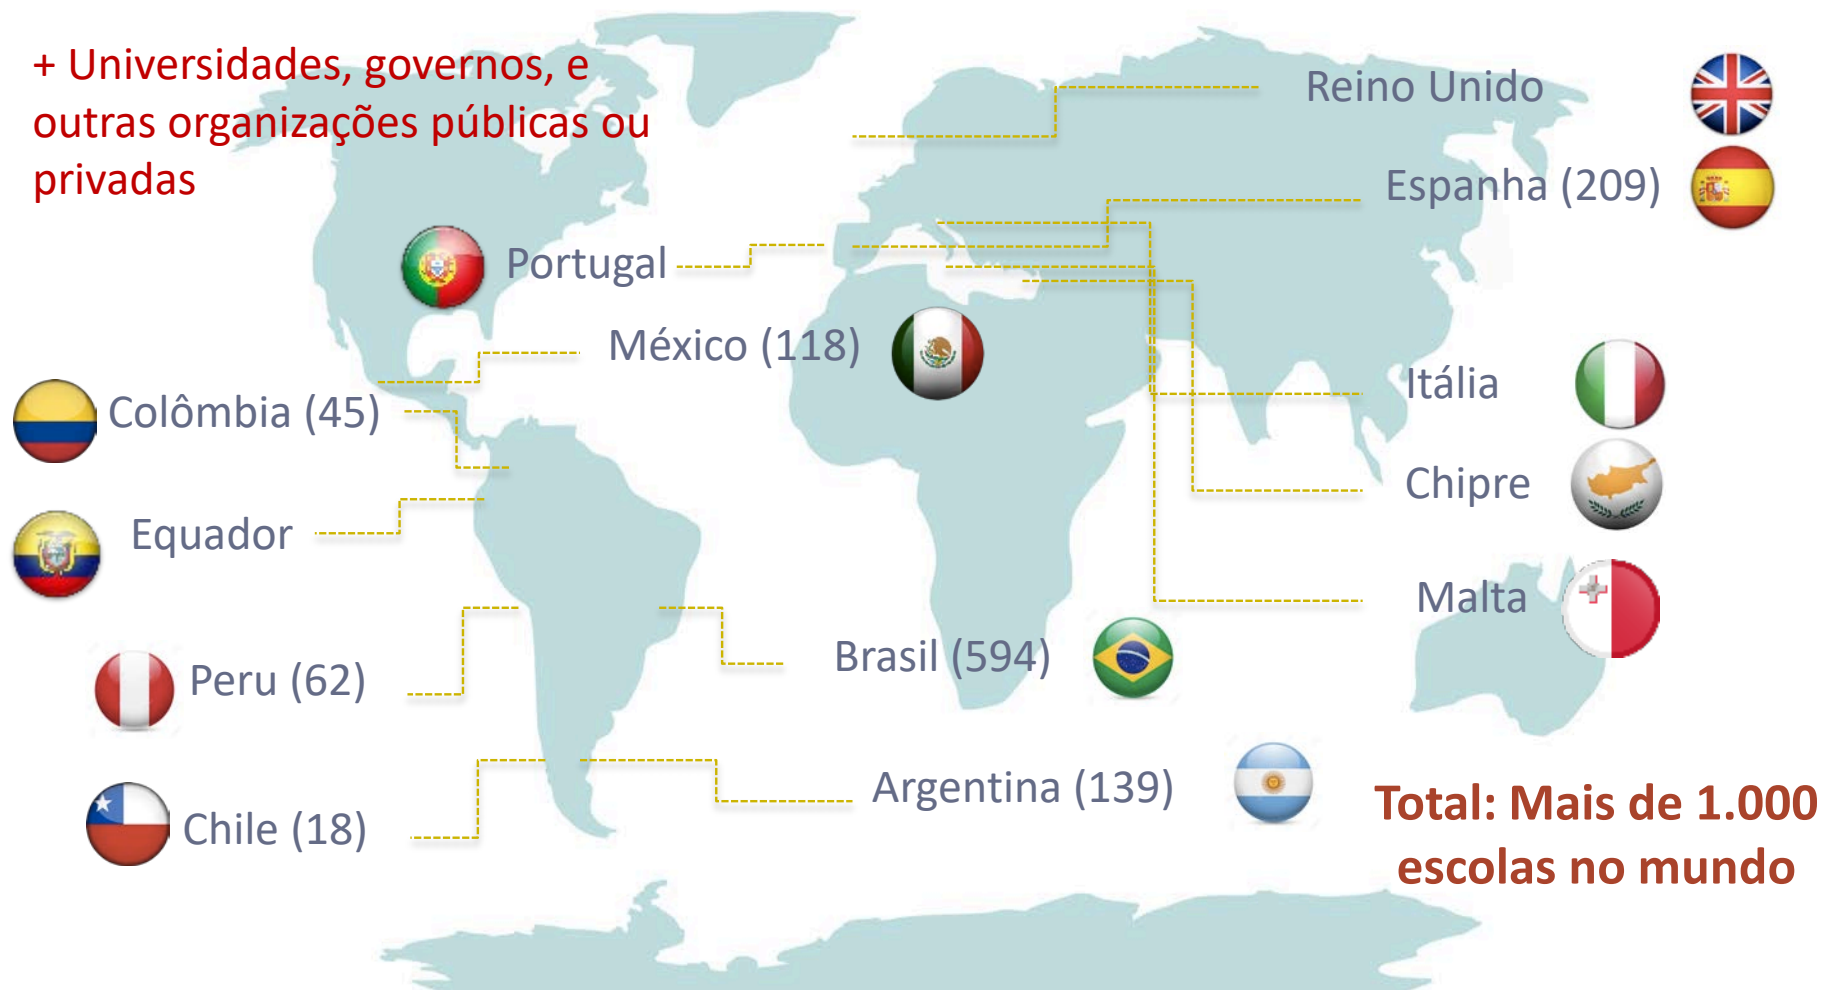 + Universidades, governos, e
outras organizações públicas ou
privadas
Reino Unido
Espanha (209)
Portugal
México (118)
Itália
Colômbia (45)
Chipre
Equador
Malta
Brasil (594)
Peru (62)
Argentina (139)
Chile (18)
Total: Mais de 1.000
escolas no mundo